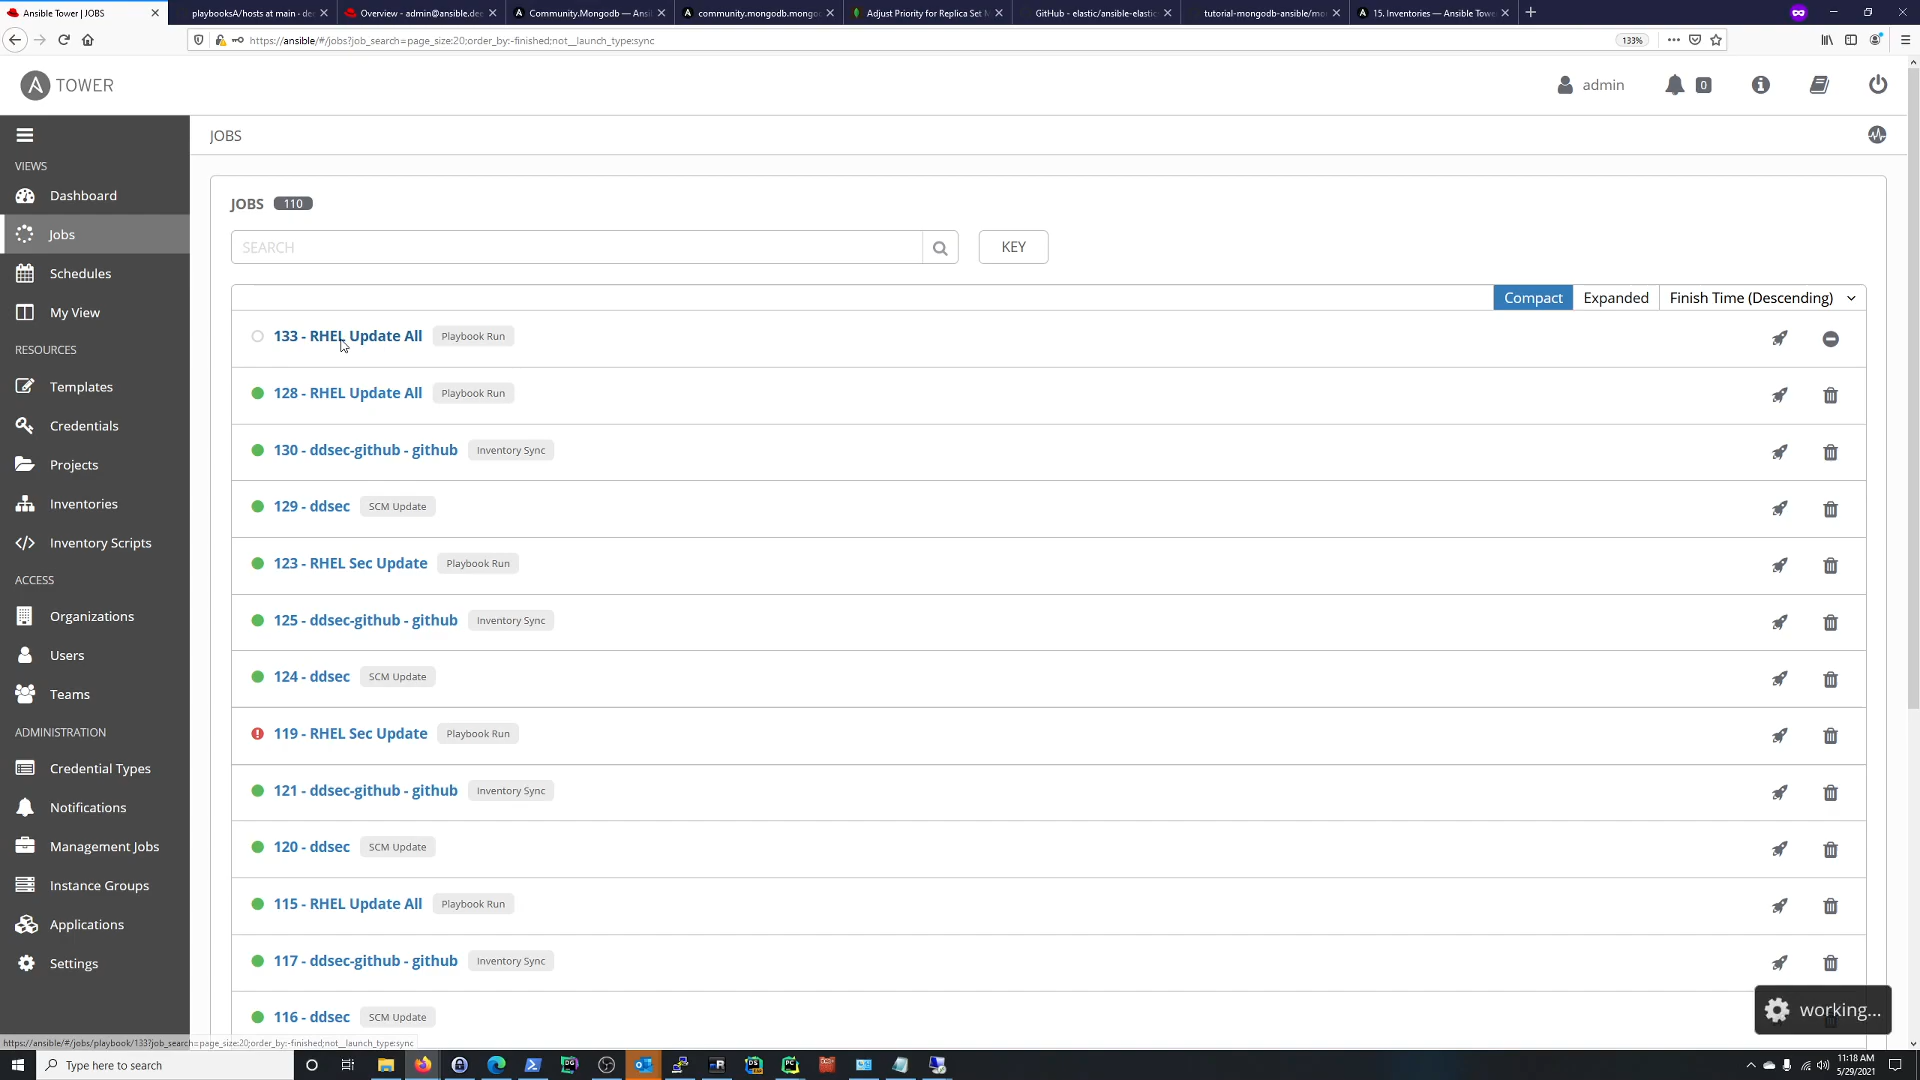 Ansible Tower | JOBS
playbooksA/hosts at main · de
Overview - admin@ansible.de
Community.Mongodb — Ansi
community.mongodb.mongo
Adjust Priority for Replica Set M
GitHub - elastic/ansible-elastic
tutorial-mongodb-ansible/mo
15. Inventories — Ansible Towe
https://ansible/#/jobs?job_search=page_size:20;order_by:-finished;not__launch_type:sync
133%
TOWER
admin
0
JOBS
VIEWS
Dashboard
Jobs
Schedules
My View
RESOURCES
Templates
Credentials
Projects
Inventories
Inventory Scripts
ACCESS
Organizations
Users
Teams
ADMINISTRATION
Credential Types
Notifications
Management Jobs
Instance Groups
Applications
Settings
JOBS 110
SEARCH
KEY
Compact Expanded Finish Time (Descending)
133 - RHEL Update All Playbook Run
128 - RHEL Update All Playbook Run
130 - ddsec-github - github Inventory Sync
129 - ddsec SCM Update
123 - RHEL Sec Update Playbook Run
125 - ddsec-github - github Inventory Sync
124 - ddsec SCM Update
119 - RHEL Sec Update Playbook Run
121 - ddsec-github - github Inventory Sync
120 - ddsec SCM Update
115 - RHEL Update All Playbook Run
117 - ddsec-github - github Inventory Sync
116 - ddsec SCM Update
working...
https://ansible/#/jobs/playbook/133?job_search=page_size:20;order_by:-finished;not__launch_type:sync
Type here to search
11:18 AM
5/29/2021